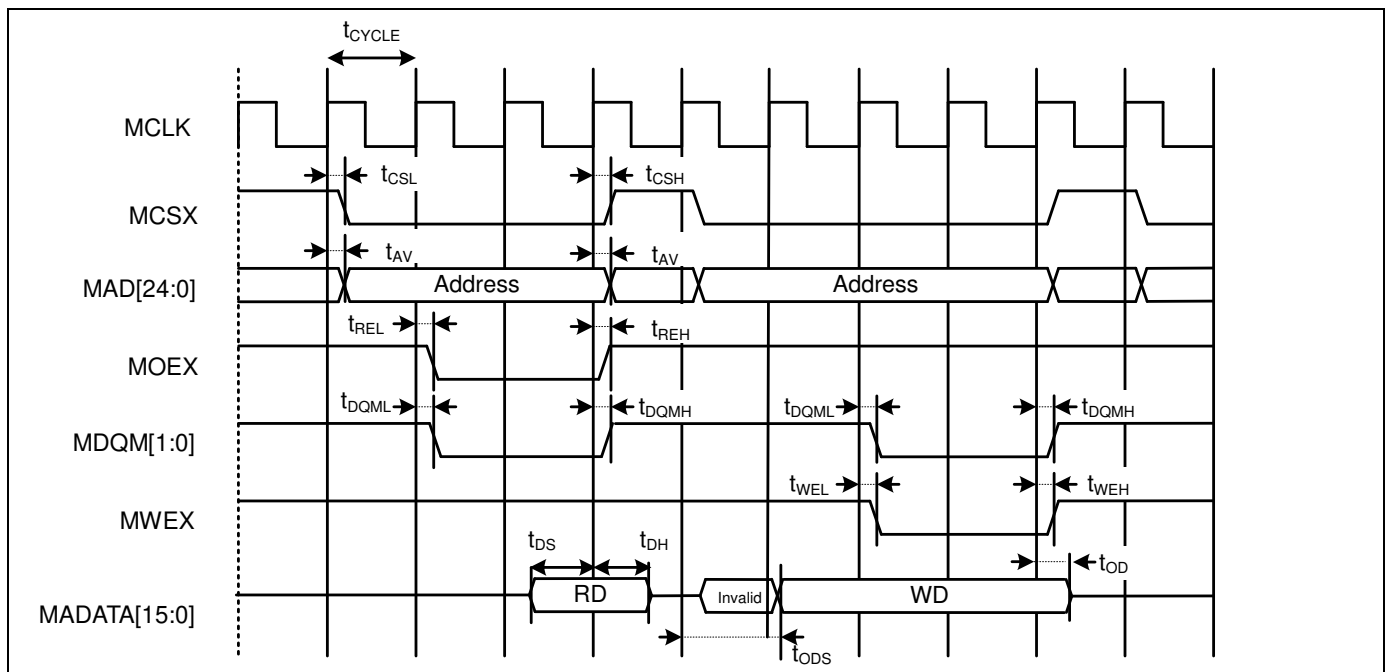 tCYCLE
MCLK
tCSL tCSH
MCSX
tAV tAV
MAD[24:0] Address Address
tREL tREH
MOEX
tDQML tDQMH tDQML tDQMH
MDQM[1:0]
tWEL tWEH
MWEX
tDS tDH
tOD
MADATA[15:0] RD Invalid WD
tODS